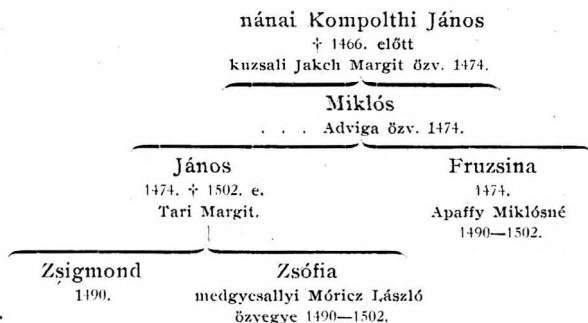 nánai Kompolthi János
† 1466. előtt
kuzsali Jakch Margit özv. 1474.
Miklós
. . . Adviga özv. 1474.
János
1474. † 1502. e.
Tari Margit.
Fruzsina
1474.
Apaffy Miklósné
1490—1502.
Zsigmond
1490.
Zsófia
medgyesallyi Móricz László
özvegye 1490—1502.